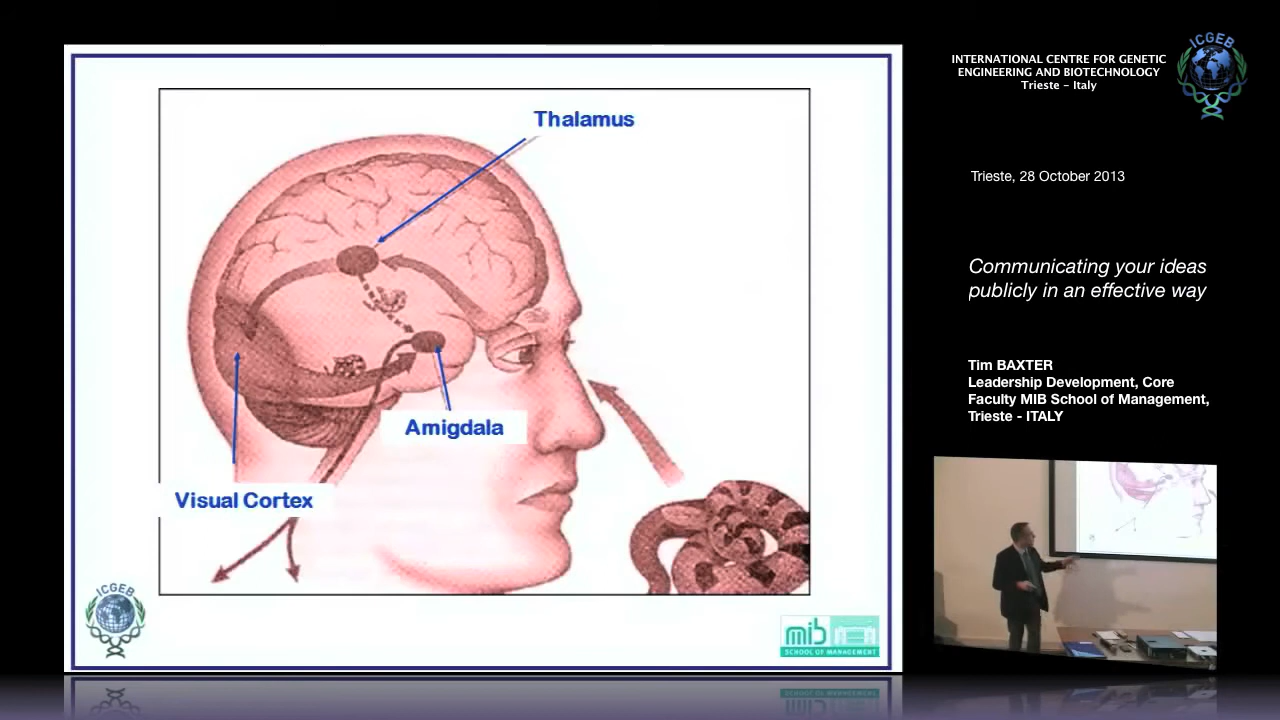 Thalamus
Amigdala
Visual Cortex
ICGEB
mib
SCHOOL OF MANAGEMENT
INTERNATIONAL CENTRE FOR GENETIC
ENGINEERING AND BIOTECHNOLOGY
Trieste – Italy
ICGEB
Trieste, 28 October 2013
Communicating your ideas
publicly in an effective way
Tim BAXTER
Leadership Development, Core
Faculty MIB School of Management,
Trieste - ITALY